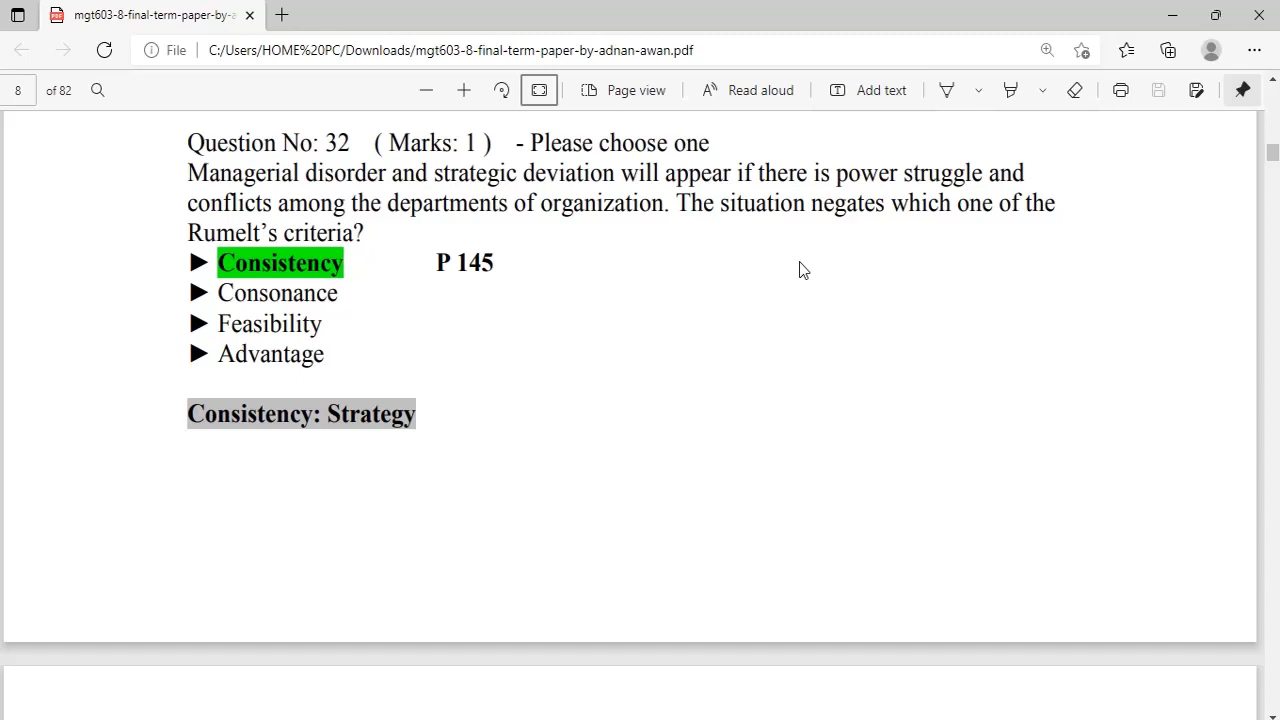 mgt603-8-final-term-paper-by-a
File C:/Users/HOME%20PC/Downloads/mgt603-8-final-term-paper-by-adnan-awan.pdf
8 of 82 Page view Read aloud Add text
Question No: 32 ( Marks: 1 ) - Please choose one
Managerial disorder and strategic deviation will appear if there is power struggle and
conflicts among the departments of organization. The situation negates which one of the
Rumelt’s criteria?
► Consistency P 145
► Consonance
► Feasibility
► Advantage
Consistency: Strategy